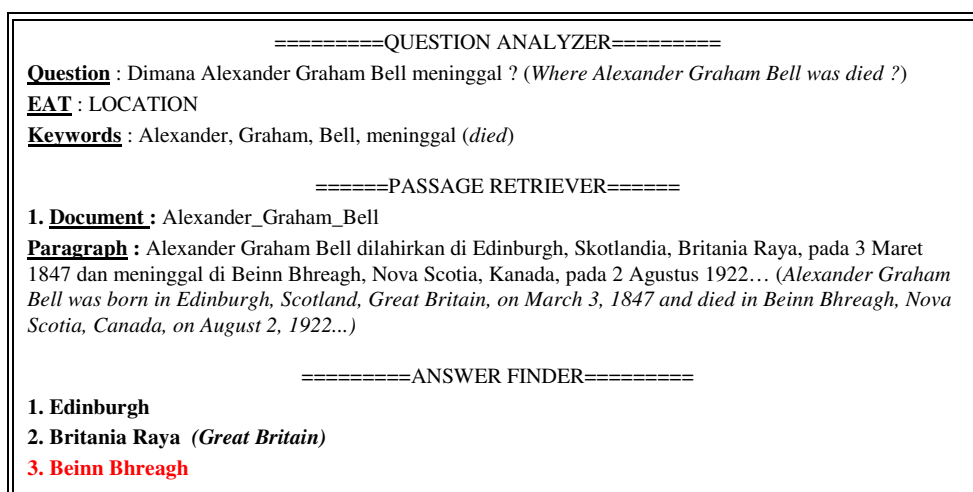 =========QUESTION ANALYZER=========
Question : Dimana Alexander Graham Bell meninggal ? (Where Alexander Graham Bell was died ?)
EAT : LOCATION
Keywords : Alexander, Graham, Bell, meninggal (died)
======PASSAGE RETRIEVER======
1. Document : Alexander_Graham_Bell
Paragraph : Alexander Graham Bell dilahirkan di Edinburgh, Skotlandia, Britania Raya, pada 3 Maret
1847 dan meninggal di Beinn Bhreagh, Nova Scotia, Kanada, pada 2 Agustus 1922… (Alexander Graham
Bell was born in Edinburgh, Scotland, Great Britain, on March 3, 1847 and died in Beinn Bhreagh, Nova
Scotia, Canada, on August 2, 1922...)
=========ANSWER FINDER=========
1. Edinburgh
2. Britania Raya (Great Britain)
3. Beinn Bhreagh